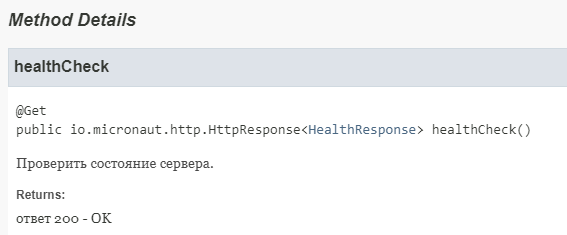 Method Details
healthCheck
@Get
public io.micronaut.http.HttpResponse<HealthResponse> healthCheck()
Проверить состояние сервера.
Returns:
ответ 200 - OK